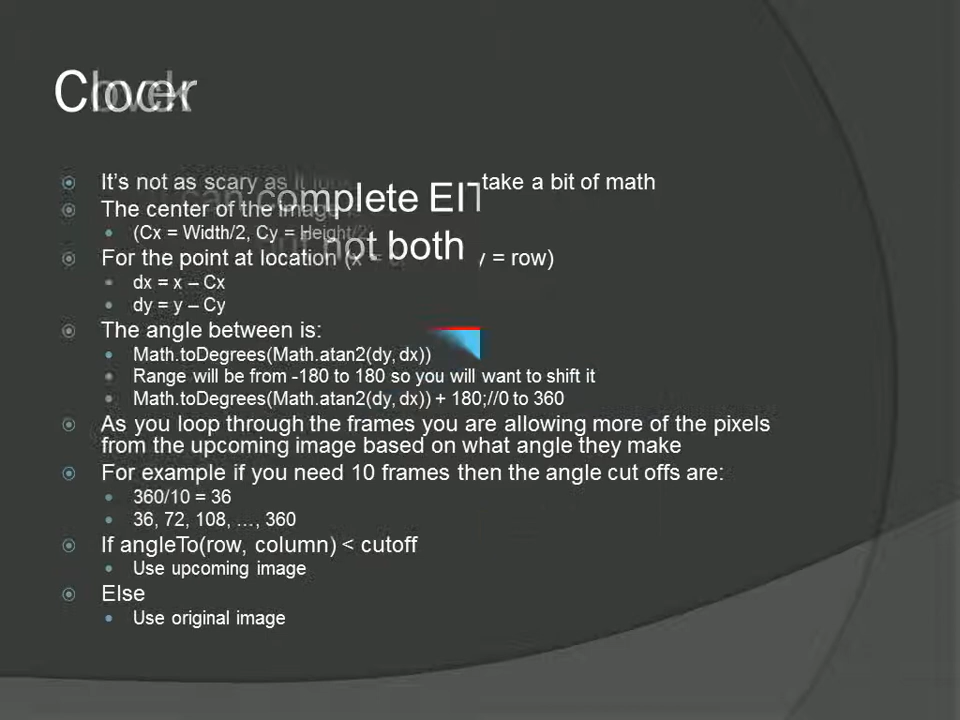 It's not as scary as it take a bit of math
can complete EIT
The center of the image
(Cx = Width/2, Cy = Height/2
not both
For the point at location (x = y = row)
dx = x – Cx
dy = y – Cy
The angle between is:
Math.toDegrees(Math.atan2(dy, dx))
Range will be from -180 to 180 so you will want to shift it
Math.toDegrees(Math.atan2(dy, dx)) + 180;//0 to 360
As you loop through the frames you are allowing more of the pixels
from the upcoming image based on what angle they make
For example if you need 10 frames then the angle cut offs are:
360/10 = 36
36, 72, 108, …, 360
If angleTo(row, column) < cutoff
Use upcoming image
Else
Use original image